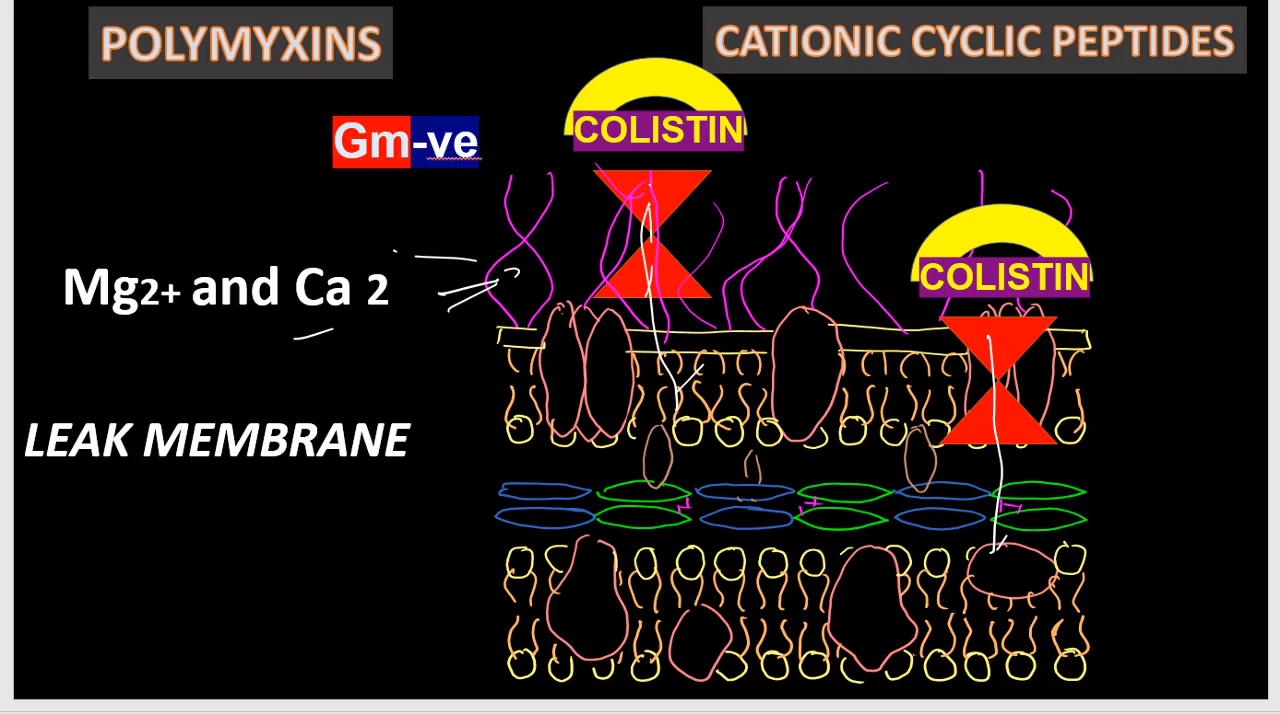 POLYMYXINS
CATIONIC CYCLIC PEPTIDES
COLISTIN
Gm-ve
COLISTIN
Mg2+ and Ca 2
LEAK MEMBRANE